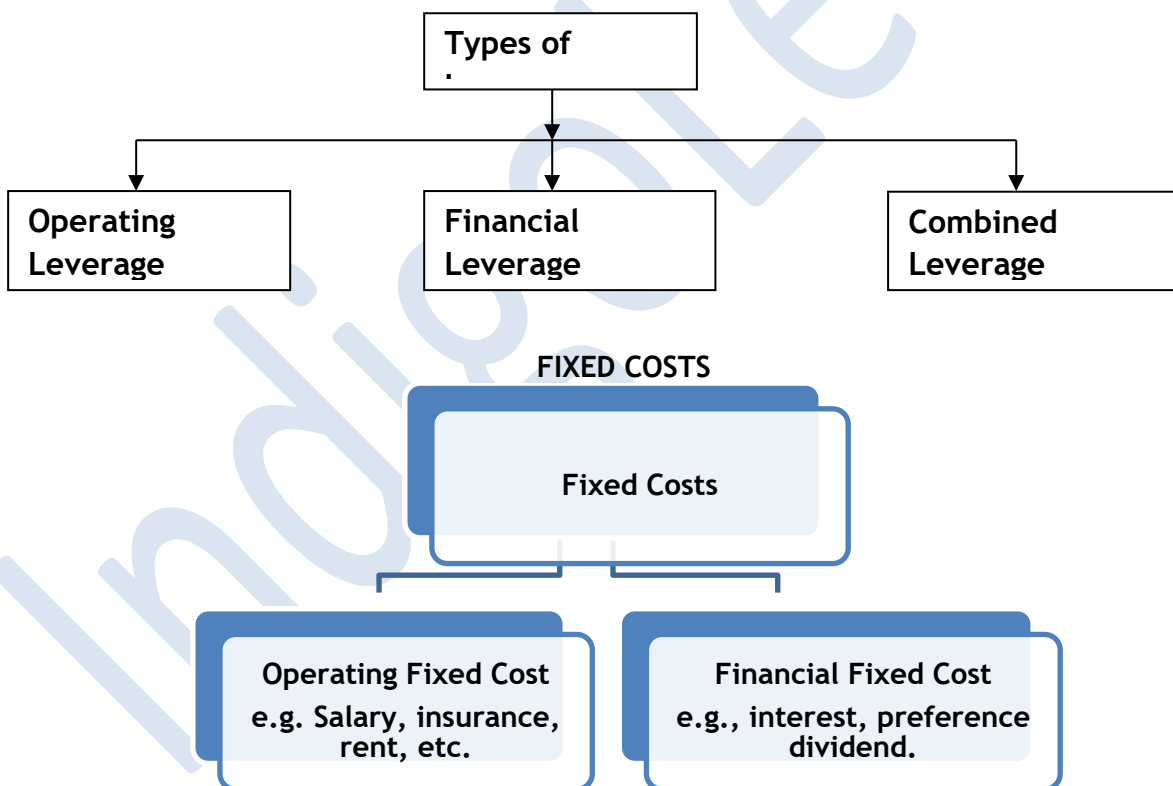 Types of
Operating
Leverage
Financial
Leverage
Combined
Leverage
FIXED COSTS
Fixed Costs
Operating Fixed Cost
e.g. Salary, insurance,
rent, etc.
Financial Fixed Cost
e.g., interest, preference
dividend.